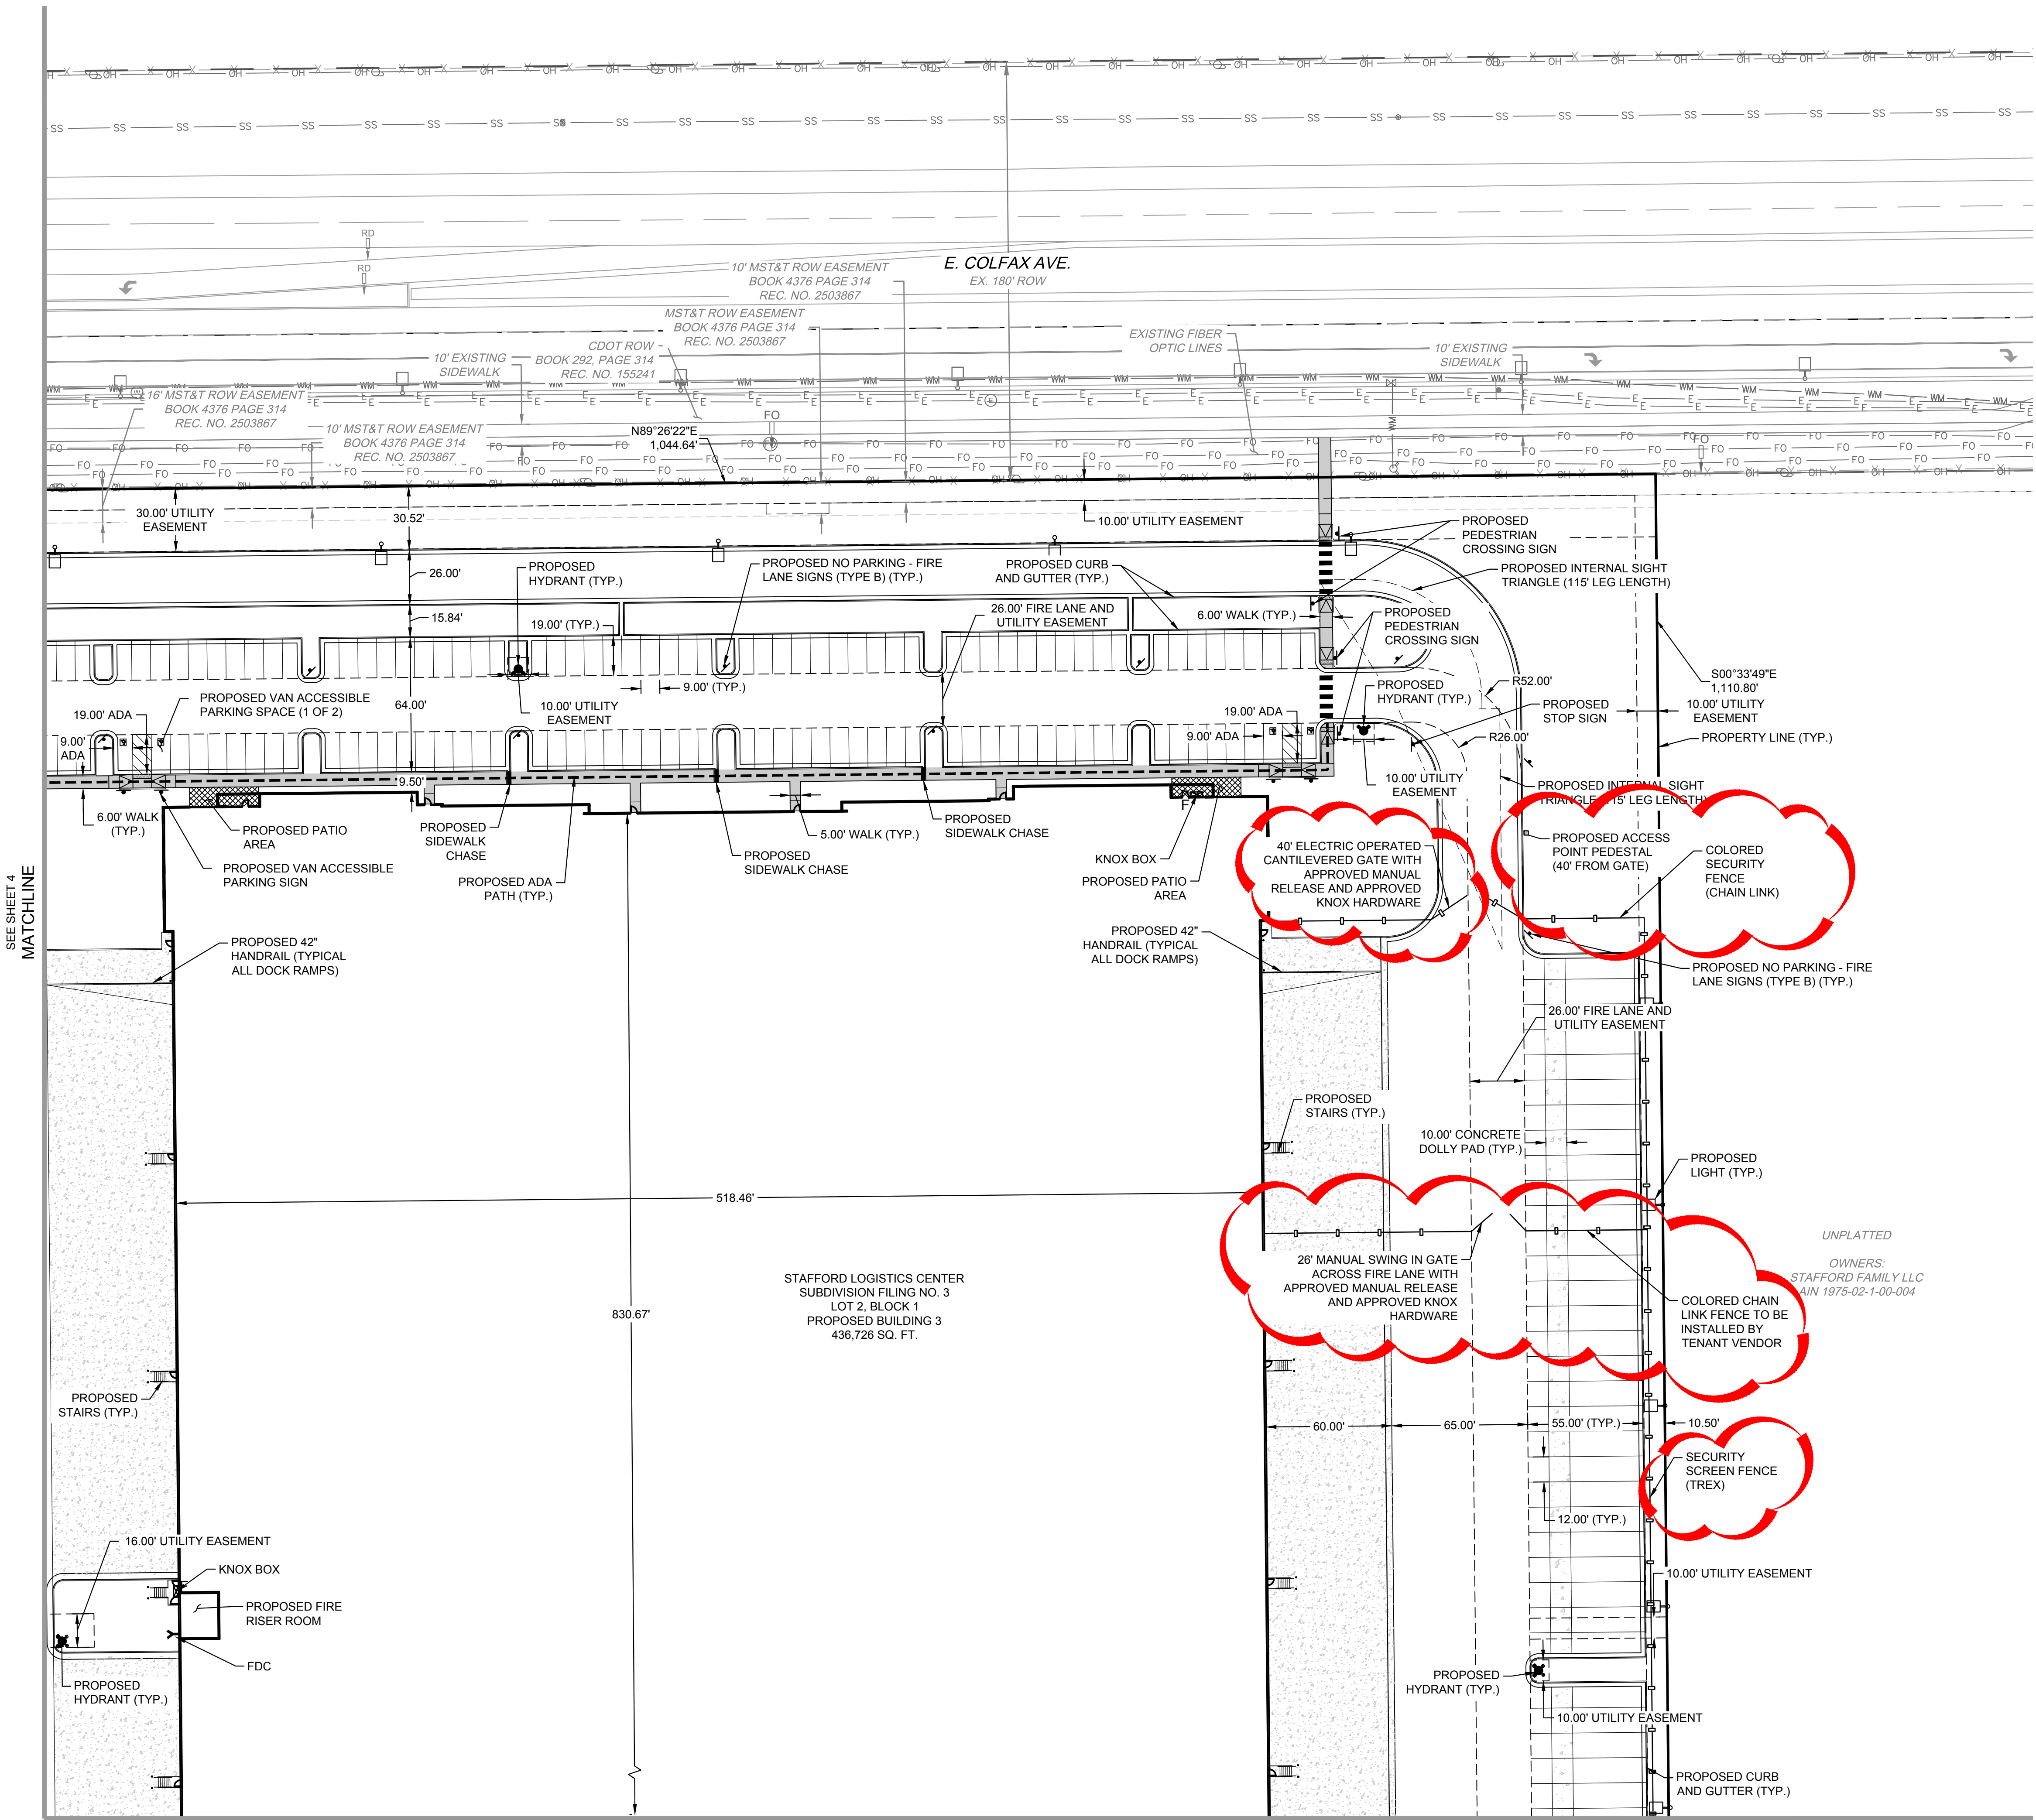 E. COLFAX AVE.
EX. 180' ROW
RD
RD
10' MST&T ROW EASEMENT
BOOK 4376 PAGE 314
REC. NO. 2503867
MST&T ROW EASEMENT
BOOK 4376 PAGE 314
REC. NO. 2503867
CDOT ROW
BOOK 292, PAGE 314
REC. NO. 155241
10' EXISTING
SIDEWALK
EXISTING FIBER
OPTIC LINES
10' EXISTING
SIDEWALK
16' MST&T ROW EASEMENT
BOOK 4376 PAGE 314
REC. NO. 2503867
10' MST&T ROW EASEMENT
BOOK 4376 PAGE 314
REC. NO. 2503867
N89°26'22"E
1,044.64'
30.00' UTILITY
EASEMENT
30.52'
10.00' UTILITY EASEMENT
PROPOSED
PEDESTRIAN
CROSSING SIGN
26.00'
PROPOSED
HYDRANT (TYP.)
PROPOSED NO PARKING - FIRE
LANE SIGNS (TYPE B) (TYP.)
PROPOSED CURB
AND GUTTER (TYP.)
PROPOSED INTERNAL SIGHT
TRIANGLE (115' LEG LENGTH)
15.84'
19.00' (TYP.)
26.00' FIRE LANE AND
UTILITY EASEMENT
6.00' WALK (TYP.)
PROPOSED
PEDESTRIAN
CROSSING SIGN
PROPOSED VAN ACCESSIBLE
PARKING SPACE (1 OF 2)
64.00'
9.00' (TYP.)
10.00' UTILITY
EASEMENT
PROPOSED
HYDRANT (TYP.)
R52.00'
S00°33'49"E
1,110.80'
10.00' UTILITY
EASEMENT
19.00' ADA
9.00'
ADA
19.00' ADA
9.00' ADA
PROPOSED
STOP SIGN
R26.00'
PROPERTY LINE (TYP.)
9.50'
10.00' UTILITY
EASEMENT
PROPOSED INTERNAL SIGHT
TRIANGLE (115' LEG LENGTH)
6.00' WALK
(TYP.)
PROPOSED PATIO
AREA
PROPOSED
SIDEWALK
CHASE
5.00' WALK (TYP.)
PROPOSED
SIDEWALK CHASE
PROPOSED VAN ACCESSIBLE
PARKING SIGN
PROPOSED ADA
PATH (TYP.)
PROPOSED
SIDEWALK CHASE
KNOX BOX
PROPOSED PATIO
AREA
40' ELECTRIC OPERATED
CANTILEVERED GATE WITH
APPROVED MANUAL
RELEASE AND APPROVED
KNOX HARDWARE
PROPOSED ACCESS
POINT PEDESTAL
(40' FROM GATE)
COLORED
SECURITY
FENCE
(CHAIN LINK)
SEE SHEET 4
MATCHLINE
PROPOSED 42"
HANDRAIL (TYPICAL
ALL DOCK RAMPS)
PROPOSED 42"
HANDRAIL (TYPICAL
ALL DOCK RAMPS)
PROPOSED NO PARKING - FIRE
LANE SIGNS (TYPE B) (TYP.)
26.00' FIRE LANE AND
UTILITY EASEMENT
PROPOSED
STAIRS (TYP.)
10.00' CONCRETE
DOLLY PAD (TYP.)
PROPOSED
LIGHT (TYP.)
518.46'
UNPLATTED
OWNERS:
STAFFORD FAMILY LLC
AIN 1975-02-1-00-004
26' MANUAL SWING IN GATE
ACROSS FIRE LANE WITH
APPROVED MANUAL RELEASE
AND APPROVED KNOX
HARDWARE
COLORED CHAIN
LINK FENCE TO BE
INSTALLED BY
TENANT VENDOR
STAFFORD LOGISTICS CENTER
SUBDIVISION FILING NO. 3
LOT 2, BLOCK 1
PROPOSED BUILDING 3
436,726 SQ. FT.
830.67'
PROPOSED
STAIRS (TYP.)
60.00'
65.00'
55.00' (TYP.)
10.50'
SECURITY
SCREEN FENCE
(TREX)
12.00' (TYP.)
16.00' UTILITY EASEMENT
KNOX BOX
PROPOSED FIRE
RISER ROOM
FDC
PROPOSED
HYDRANT (TYP.)
10.00' UTILITY EASEMENT
PROPOSED
HYDRANT (TYP.)
10.00' UTILITY EASEMENT
PROPOSED CURB
AND GUTTER (TYP.)